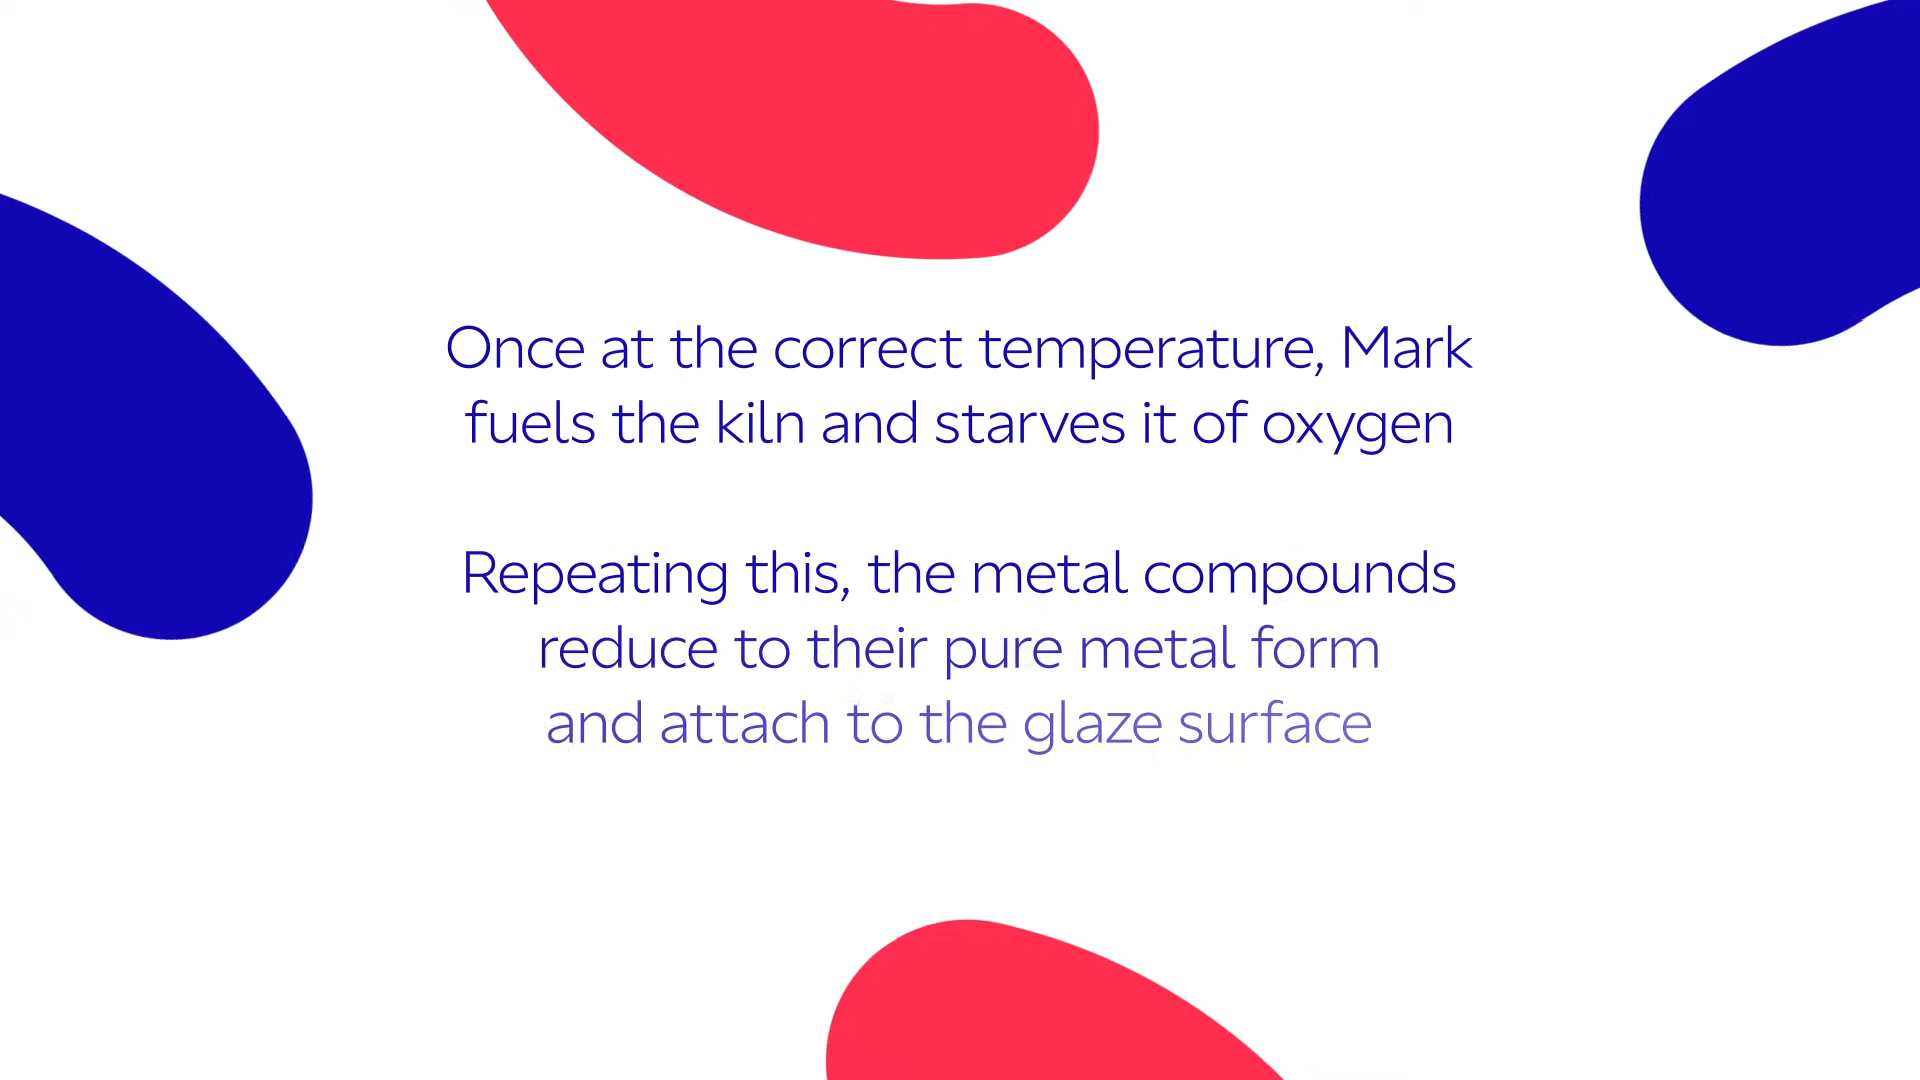 Once at the correct temperature, Mark
fuels the kiln and starves it of oxygen
Repeating this, the metal compounds
reduce to their pure metal form
and attach to the glaze surface